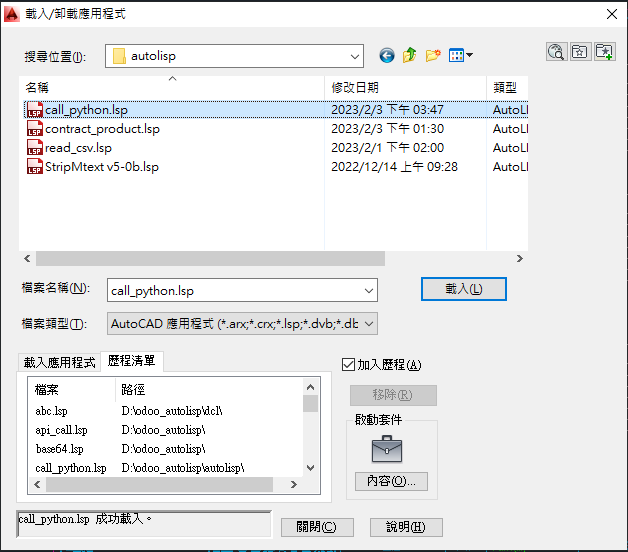 載入/卸載應用程式
搜尋位置(I): autolisp
名稱 修改日期 類型
call_python.lsp 2023/2/3 下午 03:47 AutoLI
contract_product.lsp 2023/2/3 下午 01:30 AutoLI
read_csv.lsp 2023/2/1 下午 02:00 AutoLI
StripMtext v5-0b.lsp 2022/12/14 上午 09:28 AutoLI
檔案名稱(N): call_python.lsp 載入(L)
檔案類型(T): AutoCAD 應用程式 (*.arx;*.crx;*.lsp;*.dvb;*.db
載入應用程式 歷程清單 加入歷程(A)
檔案 路徑 移除(R)
abc.lsp D:\odoo_autolisp\dcl\
api_call.lsp D:\odoo_autolisp\
base64.lsp D:\odoo_autolisp\
call_python.lsp D:\odoo_autolisp\autolisp\
啟動套件
內容(O)...
call_python.lsp 成功載入。
關閉(C) 說明(H)